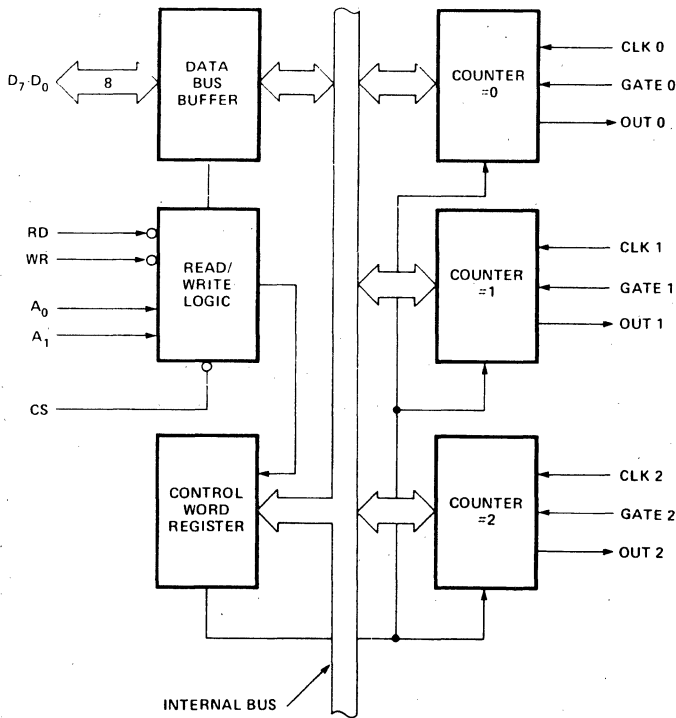 D7-D0
8
DATA
BUS
BUFFER
COUNTER
=0
CLK 0
GATE 0
OUT 0
RD
WR
A0
A1
READ/
WRITE
LOGIC
COUNTER
=1
CLK 1
GATE 1
OUT 1
CS
CONTROL
WORD
REGISTER
COUNTER
=2
CLK 2
GATE 2
OUT 2
INTERNAL BUS